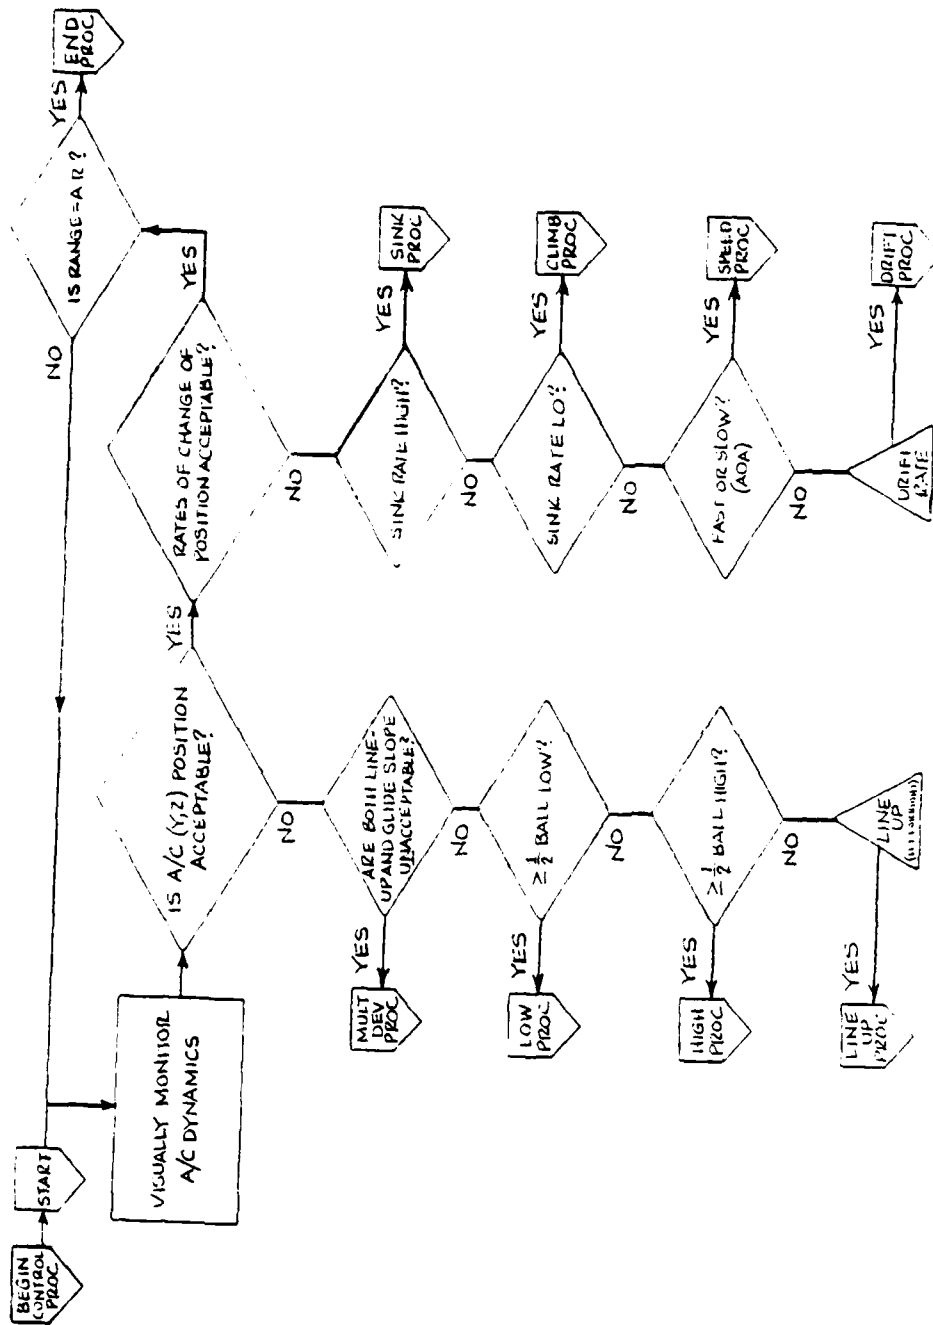 BEGIN
CONTROL
PROC
START
VISUALLY MONITOR
A/C DYNAMICS
IS A/C (Y,Z) POSITION
ACCEPTABLE?
YES
NO
ARE BOTH LINE-
UP AND GLIDE SLOPE
UNACCEPTABLE?
YES
MULT
DEV
PROC
NO
≥ 1/2 BALL LOW?
YES
LOW
PROC
NO
≥ 1/2 BALL HIGH?
YES
HIGH
PROC
NO
LINE
UP
YES
LINE
UP
PROC
RATES OF CHANGE OF
POSITION ACCEPTABLE?
YES
NO
SINK RATE HIGH?
YES
SINK
PROC
NO
SINK RATE LO?
YES
CLIMB
PROC
NO
FAST OR SLOW?
(AOA)
YES
SPEED
PROC
NO
DRIFT
RATE
YES
DRIFT
PROC
IS RANGE = AR?
NO
YES
END
PROC